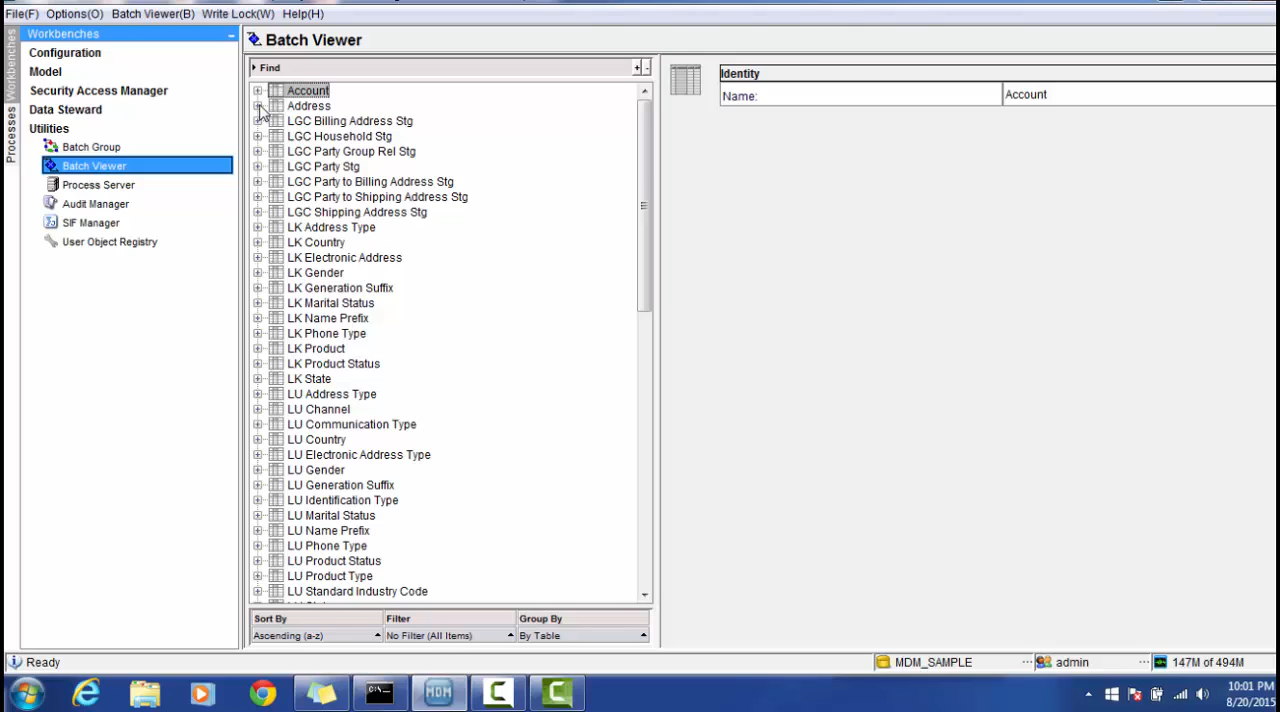 File(F) Options(O) Batch Viewer(B) Write Lock(W) Help(H)
Processes Workbenches
Workbenches
Configuration
Model
Security Access Manager
Data Steward
Utilities
Batch Group
Batch Viewer
Process Server
Audit Manager
SIF Manager
User Object Registry
Batch Viewer
Find + -
Account
Address
LGC Billing Address Stg
LGC Household Stg
LGC Party Group Rel Stg
LGC Party Stg
LGC Party to Billing Address Stg
LGC Party to Shipping Address Stg
LGC Shipping Address Stg
LK Address Type
LK Country
LK Electronic Address
LK Gender
LK Generation Suffix
LK Marital Status
LK Name Prefix
LK Phone Type
LK Product
LK Product Status
LK State
LU Address Type
LU Channel
LU Communication Type
LU Country
LU Electronic Address Type
LU Gender
LU Generation Suffix
LU Identification Type
LU Marital Status
LU Name Prefix
LU Phone Type
LU Product Status
LU Product Type
LU Standard Industry Code
Sort By Filter Group By
Ascending (a-z) No Filter (All Items) By Table
Identity
Name: Account
Ready MDM_SAMPLE ... admin ... 147M of 494M
MDM
10:01 PM
8/20/2015